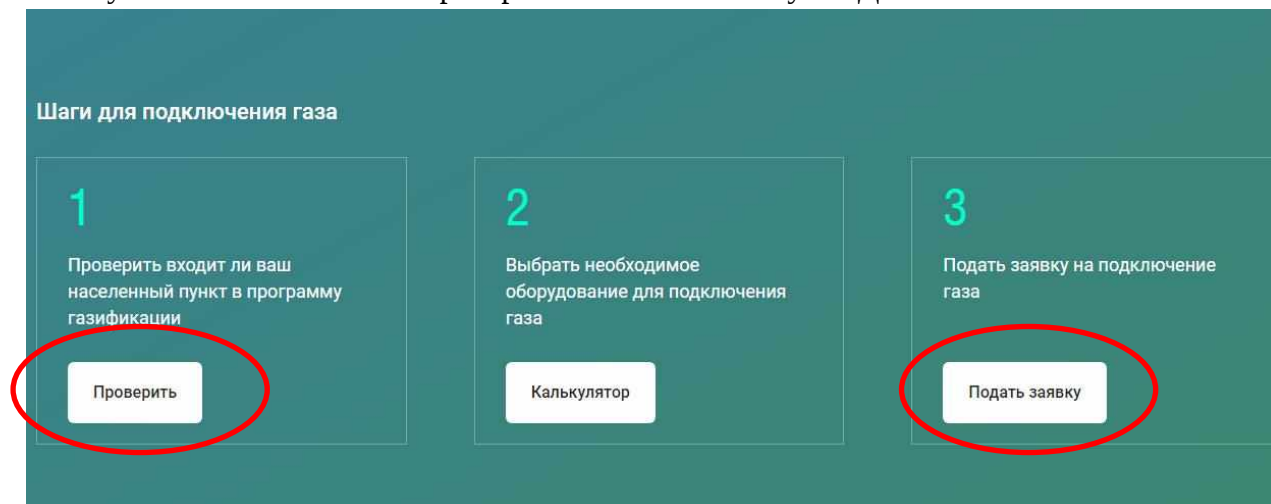 Шаги для подключения газа
1
Проверить входит ли ваш
населенный пункт в программу
газификации
Проверить
2
Выбрать необходимое
оборудование для подключения
газа
Калькулятор
3
Подать заявку на подключение
газа
Подать заявку